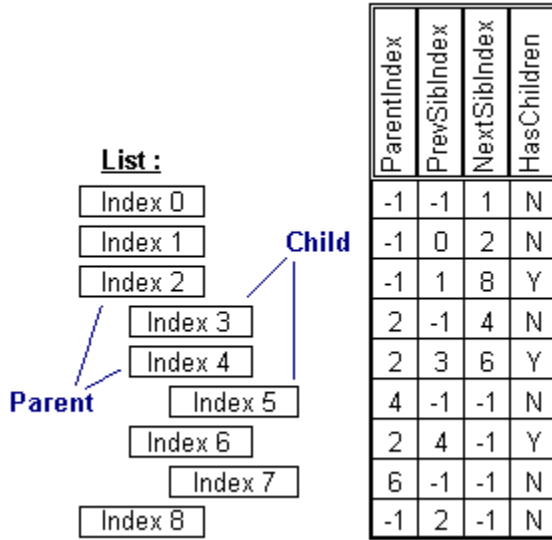 ParentIndex PrevSibIndex NextSibIndex HasChildren
List :
Index 0 -1 -1 1 N
Index 1 Child -1 0 2 N
Index 2 -1 1 8 Y
Index 3 2 -1 4 N
Index 4 2 3 6 Y
Parent Index 5 4 -1 -1 N
Index 6 2 4 -1 Y
Index 7 6 -1 -1 N
Index 8 -1 2 -1 N